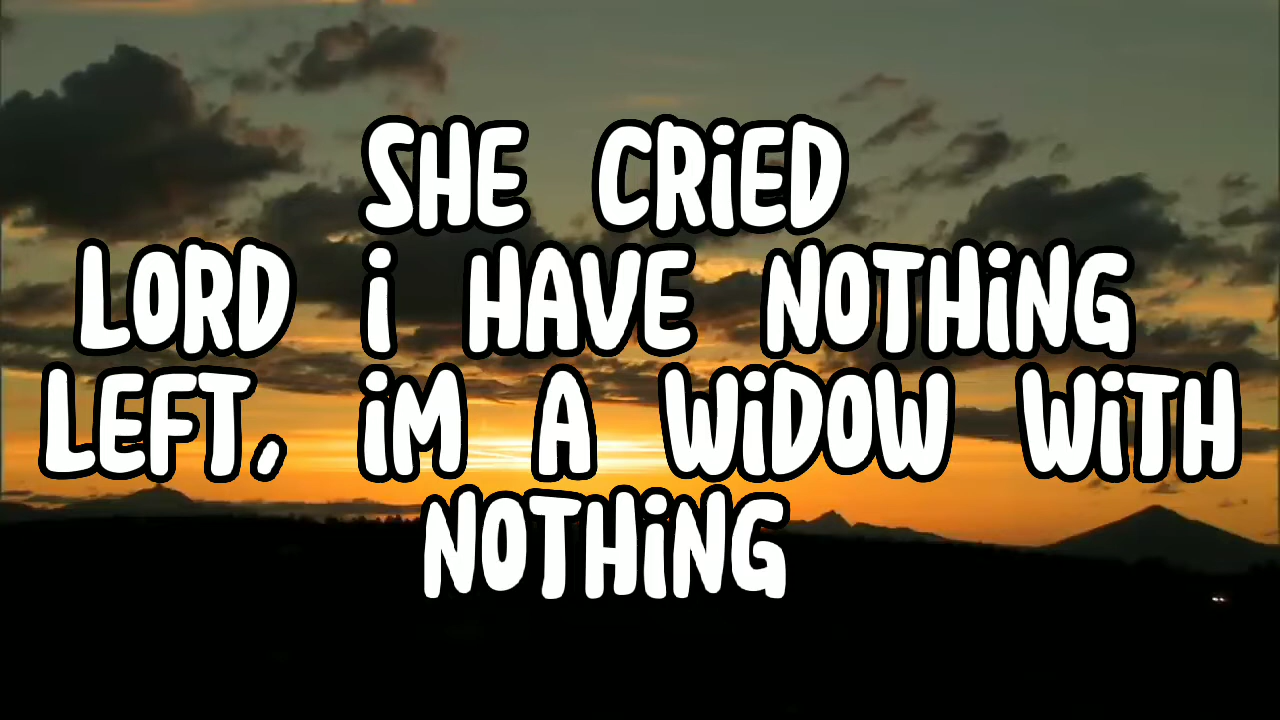 SHE CRiED
LORD i HAVE NOTHiNG
LEFT, iM A WiDOW WiTH
NOTHiNG